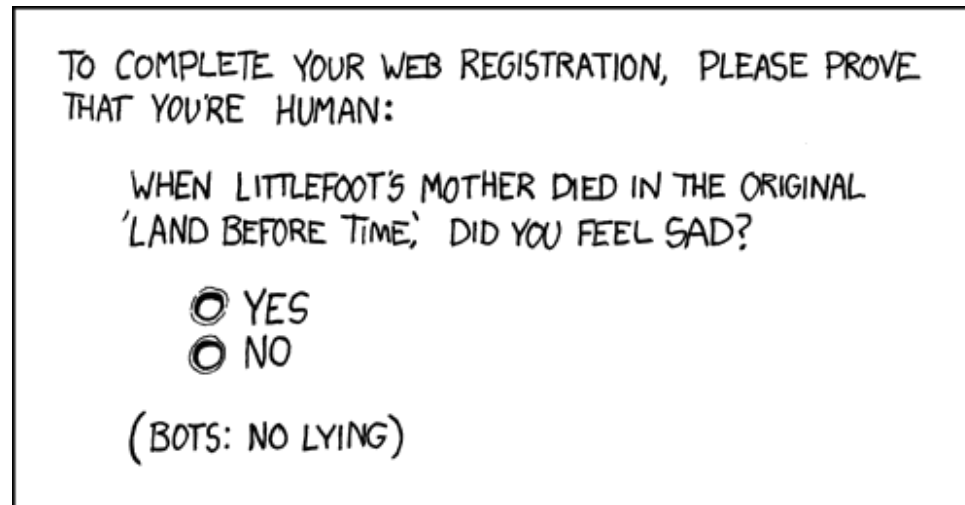 TO COMPLETE YOUR WEB REGISTRATION, PLEASE PROVE
THAT YOU'RE HUMAN:
WHEN LITTLEFOOT'S MOTHER DIED IN THE ORIGINAL
'LAND BEFORE TIME,' DID YOU FEEL SAD?
YES
NO
(BOTS: NO LYING)